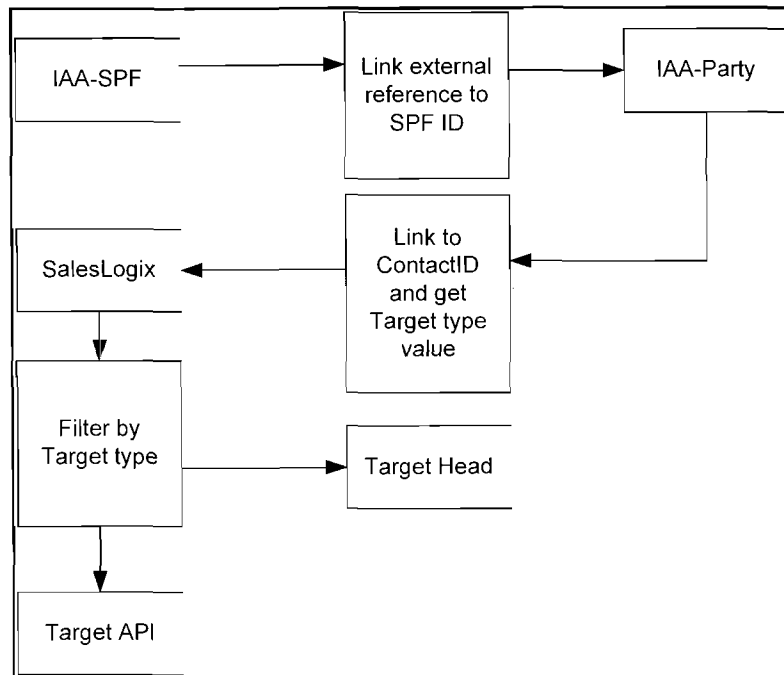 IAA-SPF
Link external
reference to
SPF ID
IAA-Party
SalesLogix
Link to
ContactID
and get
Target type
value
Filter by
Target type
Target Head
Target API